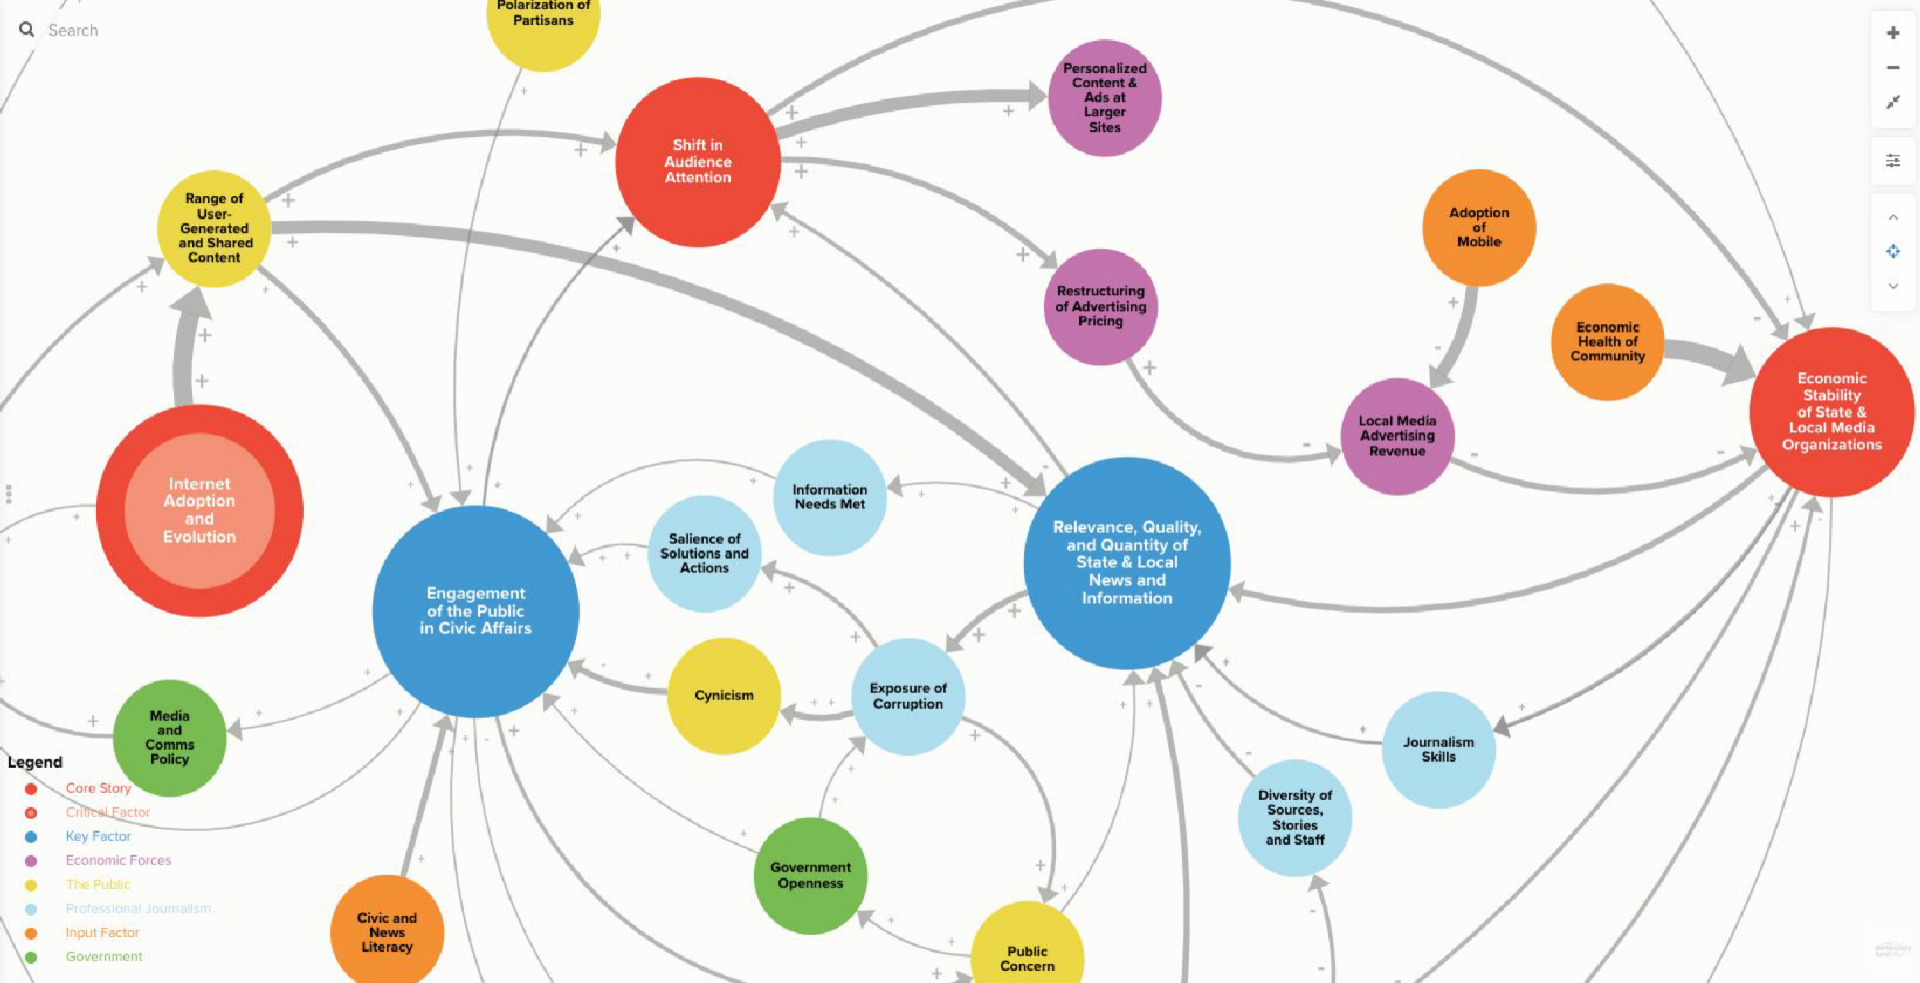 Search
Polarization of
Partisans
Personalized
Content &
Ads at
Larger
Sites
Shift in
Audience
Attention
Range of
User-
Generated
and Shared
Content
Adoption
of
Mobile
Restructuring
of Advertising
Pricing
Economic
Health of
Community
Economic
Stability
of State &
Local Media
Organizations
Local Media
Advertising
Revenue
Internet
Adoption
and
Evolution
Information
Needs Met
Salience of
Solutions and
Actions
Relevance, Quality,
and Quantity of
State & Local
News and
Information
Engagement
of the Public
in Civic Affairs
Cynicism
Exposure of
Corruption
Media
and
Comms
Policy
Journalism
Skills
Diversity of
Sources,
Stories
and Staff
Government
Openness
Civic and
News
Literacy
Public
Concern
Legend
Core Story
Critical Factor
Key Factor
Economic Forces
The Public
Professional Journalism
Input Factor
Government